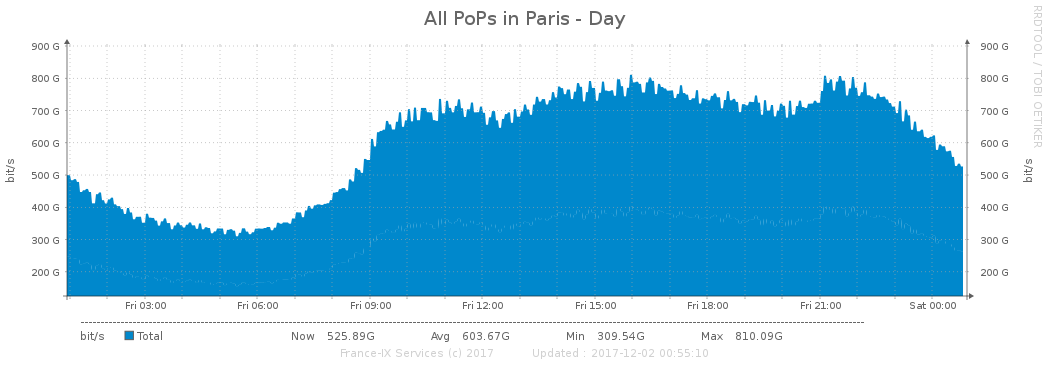 All PoPs in Paris - Day
RRDTOOL / TOBI OETIKER
900 G 900 G
800 G 800 G
700 G 700 G
600 G 600 G
500 G 500 G
400 G 400 G
300 G 300 G
200 G 200 G
bit/s bit/s
Fri 03:00 Fri 06:00 Fri 09:00 Fri 12:00 Fri 15:00 Fri 18:00 Fri 21:00 Sat 00:00
bit/s Total Now 525.89G Avg 603.67G Min 309.54G Max 810.09G
France-IX Services (c) 2017 Updated : 2017-12-02 00:55:10